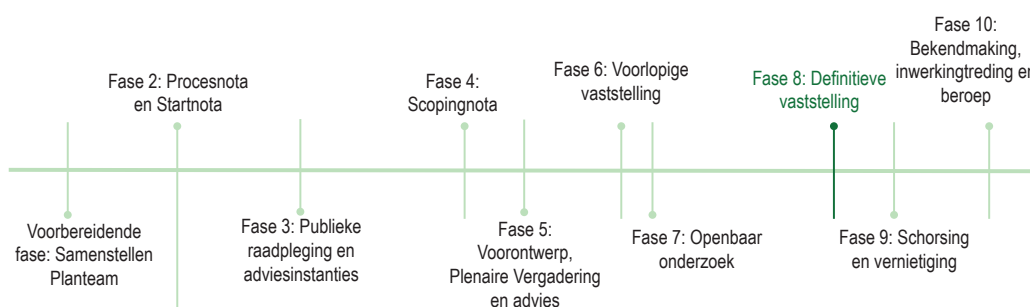 Voorbereidende
fase: Samenstellen
Planteam
Fase 2: Procesnota
en Startnota
Fase 3: Publieke
raadpleging en
adviesinstanties
Fase 4:
Scopingnota
Fase 5:
Voorontwerp,
Plenaire Vergadering
en advies
Fase 6: Voorlopige
vaststelling
Fase 7: Openbaar
onderzoek
Fase 8: Definitieve
vaststelling
Fase 9: Schorsing
en vernietiging
Fase 10:
Bekendmaking,
inwerkingtreding en
beroep